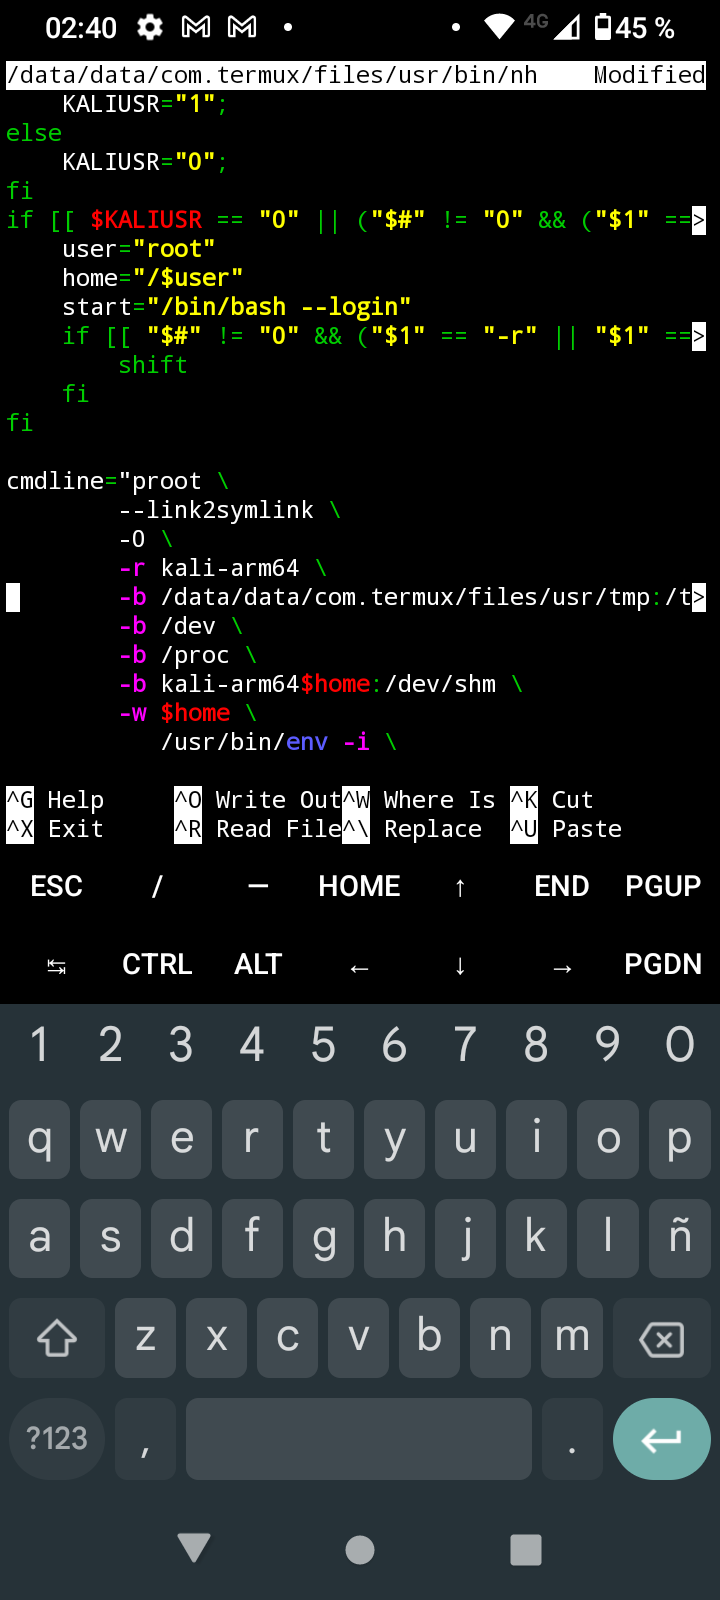 02:40 4G 45 %
/data/data/com.termux/files/usr/bin/nh Modified
KALIUSR="1";
else
KALIUSR="0";
fi
if [[ $KALIUSR == "0" || ("$#" != "0" && ("$1" ==>
user="root"
home="/$user"
start="/bin/bash --login"
if [[ "$#" != "0" && ("$1" == "-r" || "$1" ==>
shift
fi
fi
cmdline="proot \
--link2symlink \
-0 \
-r kali-arm64 \
-b /data/data/com.termux/files/usr/tmp:/t>
-b /dev \
-b /proc \
-b kali-arm64$home:/dev/shm \
-w $home \
/usr/bin/env -i \
^G Help ^O Write Out ^W Where Is ^K Cut
^X Exit ^R Read File ^\ Replace ^U Paste
ESC / — HOME ↑ END PGUP
↹ CTRL ALT ← ↓ → PGDN
1 2 3 4 5 6 7 8 9 0
q w e r t y u i o p
a s d f g h j k l ñ
z x c v b n m
?123 , .